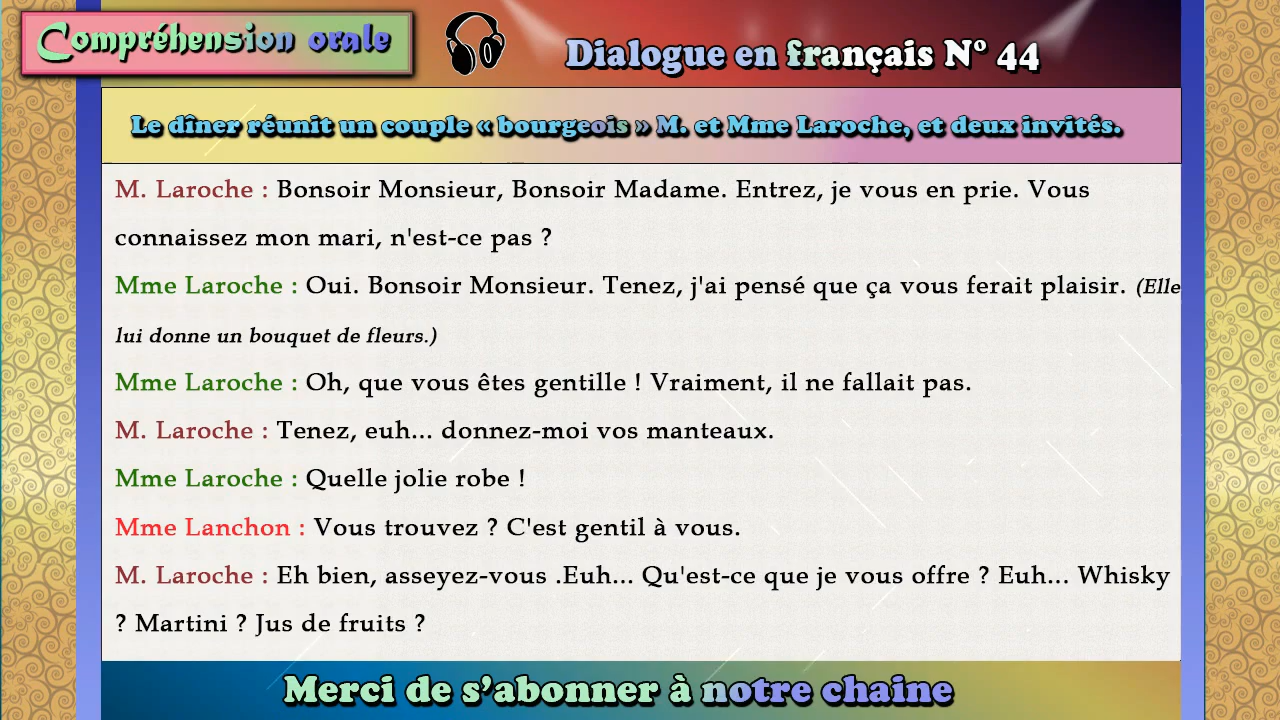 Compréhension orale
Dialogue en français N° 44
Le dîner réunit un couple « bourgeois » M. et Mme Laroche, et deux invités.
M. Laroche : Bonsoir Monsieur, Bonsoir Madame. Entrez, je vous en prie. Vous
connaissez mon mari, n'est-ce pas ?
Mme Laroche : Oui. Bonsoir Monsieur. Tenez, j'ai pensé que ça vous ferait plaisir. (Elle
lui donne un bouquet de fleurs.)
Mme Laroche : Oh, que vous êtes gentille ! Vraiment, il ne fallait pas.
M. Laroche : Tenez, euh... donnez-moi vos manteaux.
Mme Laroche : Quelle jolie robe !
Mme Lanchon : Vous trouvez ? C'est gentil à vous.
M. Laroche : Eh bien, asseyez-vous .Euh... Qu'est-ce que je vous offre ? Euh... Whisky
? Martini ? Jus de fruits ?
Merci de s'abonner à notre chaine